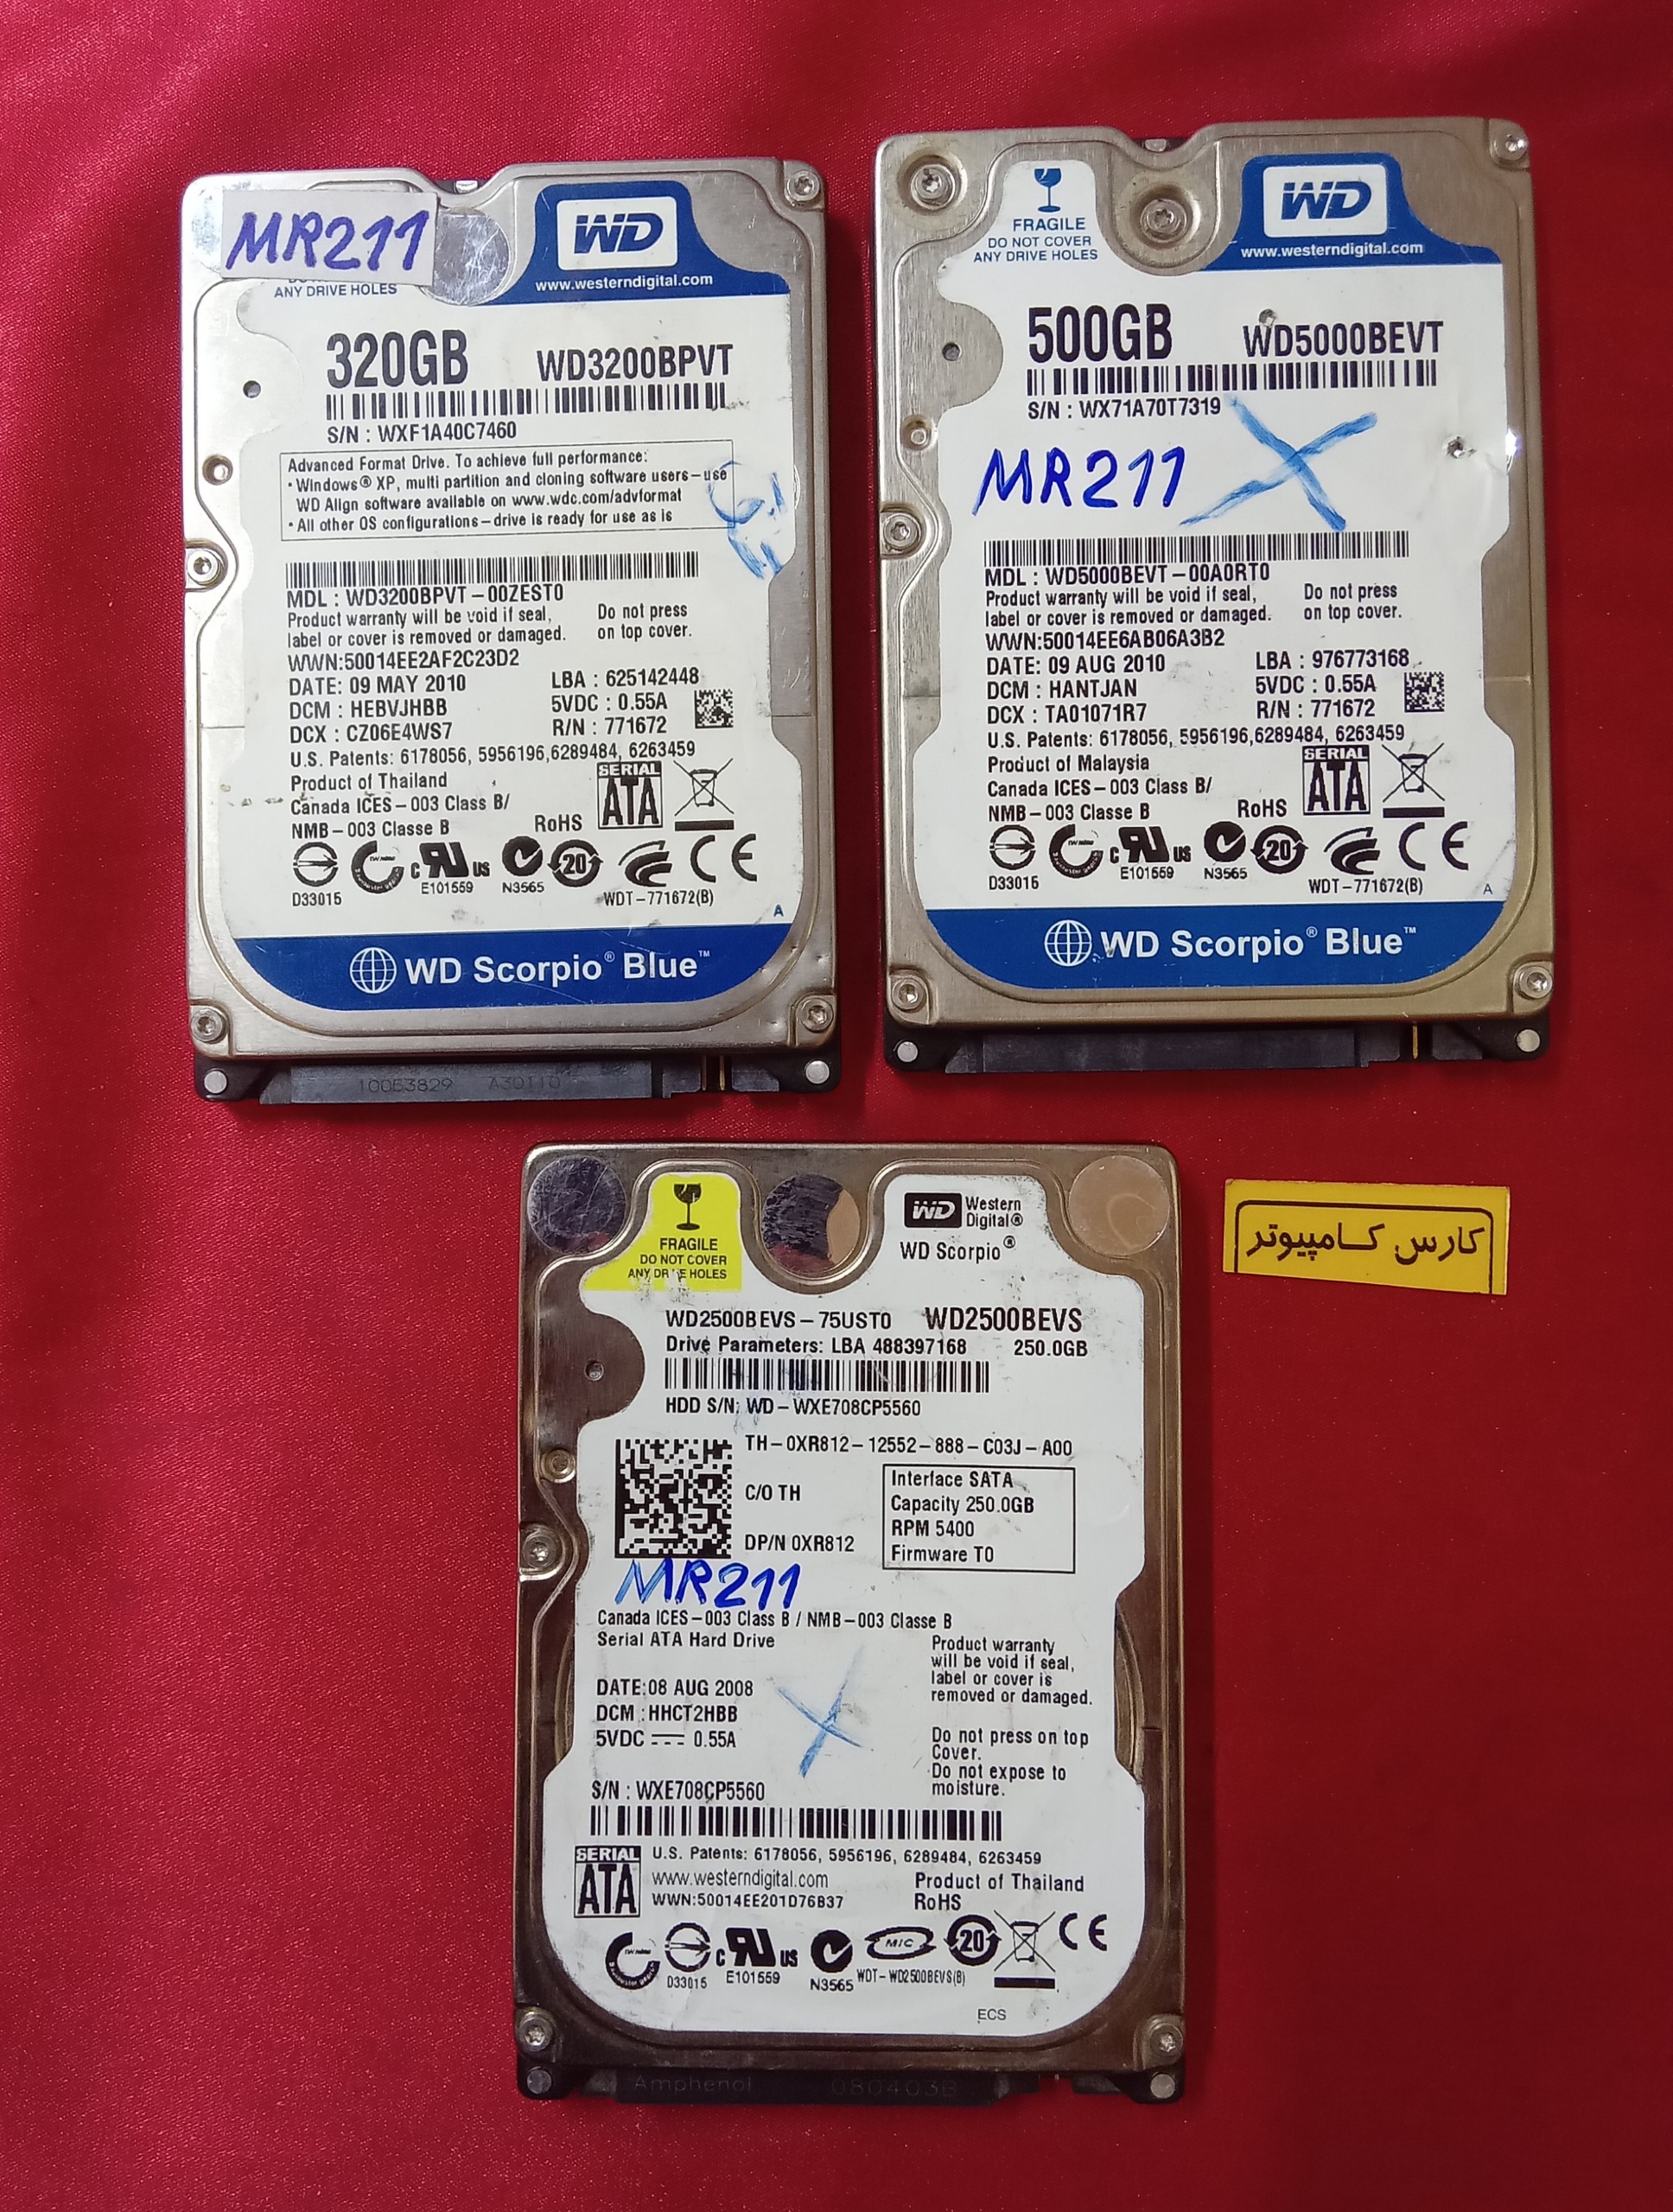 MR211
ANY DRIVE HOLES
WD
www.westerndigital.com
320GB WD3200BPVT
S/N : WXF1A40C7460
Advanced Format Drive. To achieve full performance:
• Windows® XP, multi partition and cloning software users – use
WD Align software available on www.wdc.com/advformat
• All other OS configurations – drive is ready for use as is
MDL : WD3200BPVT – 00ZEST0
Product warranty will be void if seal,
label or cover is removed or damaged.
Do not press
on top cover.
WWN:50014EE2AF2C23D2
DATE: 09 MAY 2010
DCM : HEBVJHBB
DCX : CZ06E4WS7
LBA : 625142448
5VDC : 0.55A
R/N : 771672
U.S. Patents: 6178056, 5956196,6289484, 6263459
Product of Thailand
Canada ICES – 003 Class B/
NMB – 003 Classe B
RoHS
SERIAL
ATA
D33015
E101559
N3565
20
WDT – 771672(B)
A
WD Scorpio® Blue™
10053829 A30110
FRAGILE
DO NOT COVER
ANY DRIVE HOLES
WD
www.westerndigital.com
500GB WD5000BEVT
S/N : WX71A70T7319
MR211
MDL : WD5000BEVT – 00A0RT0
Product warranty will be void if seal,
label or cover is removed or damaged.
Do not press
on top cover.
WWN:50014EE6AB06A3B2
DATE: 09 AUG 2010
DCM : HANTJAN
DCX : TA01071R7
LBA : 976773168
5VDC : 0.55A
R/N : 771672
U.S. Patents: 6178056, 5956196,6289484, 6263459
Product of Malaysia
Canada ICES – 003 Class B/
NMB – 003 Classe B
RoHS
SERIAL
ATA
D33015
E101559
N3565
20
WDT – 771672(B)
A
WD Scorpio® Blue™
FRAGILE
DO NOT COVER
ANY DRIVE HOLES
WD Western
Digital®
WD Scorpio®
WD2500BEVS – 75UST0 WD2500BEVS
Drive Parameters: LBA 488397168 250.0GB
HDD S/N: WD – WXE708CP5560
TH – 0XR812 – 12552 – 888 – C03J – A00
C/O TH
DP/N 0XR812
Interface SATA
Capacity 250.0GB
RPM 5400
Firmware T0
MR211
Canada ICES – 003 Class B / NMB – 003 Classe B
Serial ATA Hard Drive
Product warranty
will be void if seal,
label or cover is
removed or damaged.
DATE:08 AUG 2008
DCM : HHCT2HBB
5VDC 0.55A
Do not press on top
Cover.
Do not expose to
moisture.
S/N : WXE708CP5560
SERIAL
ATA
U.S. Patents: 6178056, 5956196, 6289484, 6263459
www.westerndigital.com
Product of Thailand
WWN:50014EE201D76B37
RoHS
D33015
E101559
N3565
MIC
20
WDT – WD2500BEVS(B)
ECS
Amphenol 080403B
کارس کامپیوتر